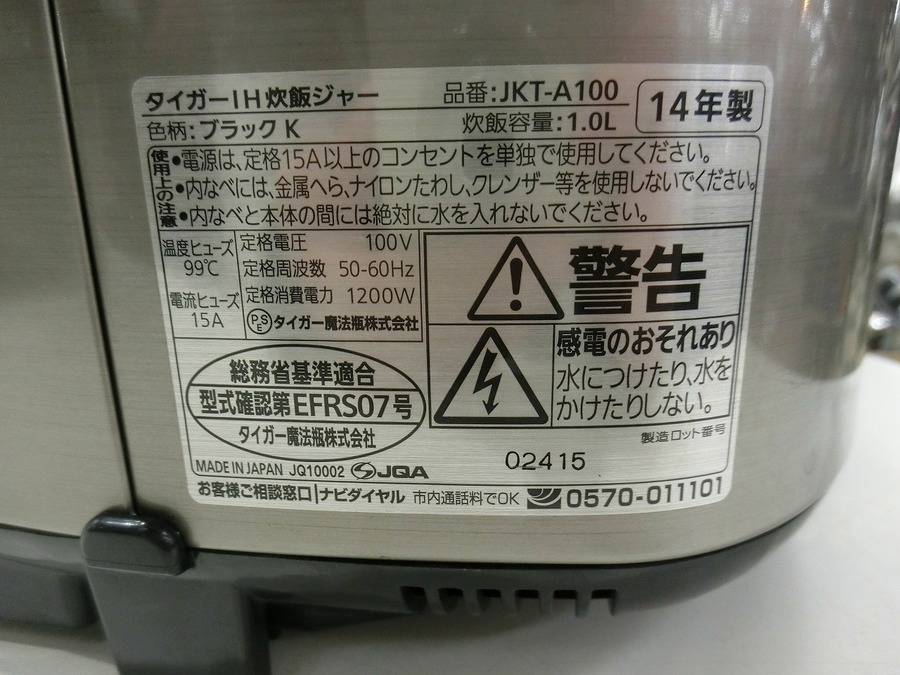 タイガーIH炊飯ジャー 品番:JKT-A100 14年製
色柄:ブラック K 炊飯容量:1.0L
使用上の注意
•電源は、定格15A以上のコンセントを単独で使用してください。
•内なべには、金属へら、ナイロンたわし、クレンザー等を使用しないでください。
•内なべと本体の間には絶対に水を入れないでください。
温度ヒューズ
99℃
電流ヒューズ
15A
定格電圧 100V
定格周波数 50-60Hz
定格消費電力 1200W
PSE タイガー魔法瓶株式会社
警告
感電のおそれあり
水につけたり、水を
かけたりしない。
総務省基準適合
型式確認第EFRS07号
タイガー魔法瓶株式会社
製造ロット番号
02415
MADE IN JAPAN JQ10002 JQA
お客様ご相談窓口 ナビダイヤル 市内通話料でOK 0570-011101